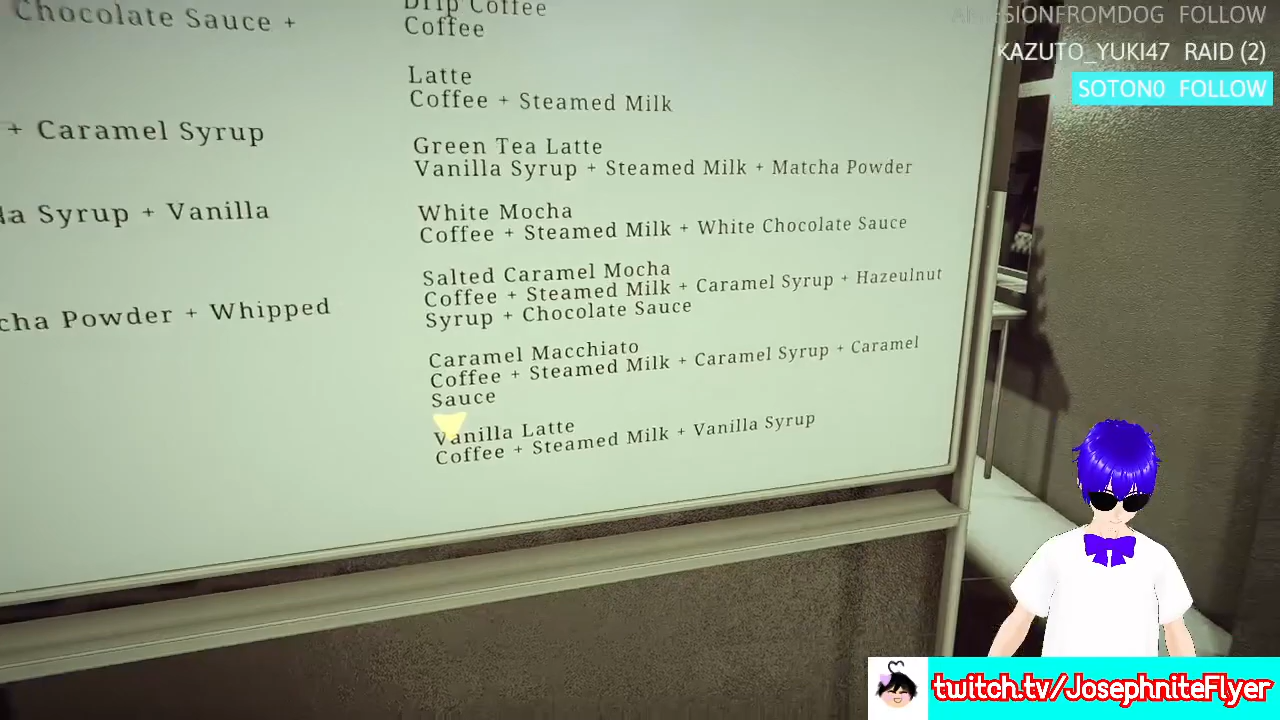 Chocolate Sauce +
+ Caramel Syrup
Syrup + Vanilla
Powder + Whipped
Drip Coffee
Coffee
Latte
Coffee + Steamed Milk
Green Tea Latte
Vanilla Syrup + Steamed Milk + Matcha Powder
White Mocha
Coffee + Steamed Milk + White Chocolate Sauce
Salted Caramel Mocha
Coffee + Steamed Milk + Caramel Syrup + Hazeulnut
Syrup + Chocolate Sauce
Caramel Macchiato
Coffee + Steamed Milk + Caramel Syrup + Caramel
Sauce
Vanilla Latte
Coffee + Steamed Milk + Vanilla Syrup
FOLLOW
KAZUTO_YUKI47 RAID (2)
SOTON0 FOLLOW
twitch.tv/JosephniteFlyer